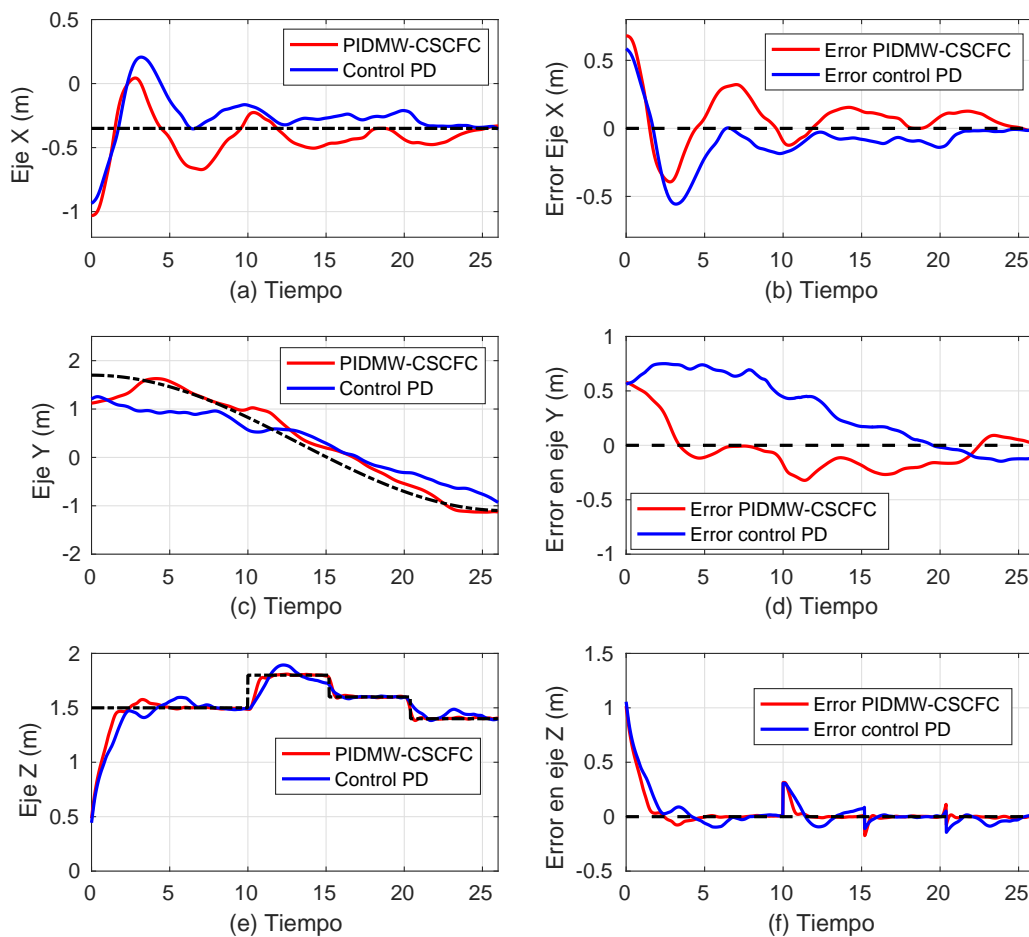 0.5
0
-0.5
-1
Eje X (m)
PIDMW-CSCFC
Control PD
0 5 10 15 20 25
(a) Tiempo
0.5
0
-0.5
Error Eje X (m)
Error PIDMW-CSCFC
Error control PD
0 5 10 15 20 25
(b) Tiempo
2
1
0
-1
-2
Eje Y (m)
PIDMW-CSCFC
Control PD
0 5 10 15 20 25
(c) Tiempo
1
0.5
0
-0.5
-1
Error en eje Y (m)
Error PIDMW-CSCFC
Error control PD
0 5 10 15 20 25
(d) Tiempo
2
1.5
1
0.5
0
Eje Z (m)
PIDMW-CSCFC
Control PD
0 5 10 15 20 25
(e) Tiempo
1.5
1
0.5
0
-0.5
Error en eje Z (m)
Error PIDMW-CSCFC
Error control PD
0 5 10 15 20 25
(f) Tiempo